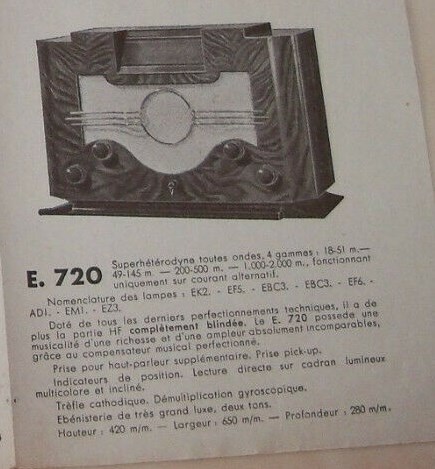 E. 720
Superhétérodyne toutes ondes, 4 gammes : 18-51 m.—
49-145 m. — 200-500 m. — 1.000-2.000 m., fonctionnant
uniquement sur courant alternatif.
Nomenclature des lampes : EK2. - EF5. - EBC3. - EBC3. - EF6. -
AD1. - EM1. - EZ3.
Doté de tous les derniers perfectionnements techniques, il a de
plus la partie HF complètement blindée. Le E. 720 possède une
musicalité d'une richesse et d'une ampleur absolument incomparables,
grâce au compensateur musical perfectionné.
Prise pour haut-parleur supplémentaire. Prise pick-up.
Indicateurs de position. Lecture directe sur cadran lumineux
multicolore et incliné.
Trèfle cathodique. Démultiplication gyroscopique.
Ebénisterie de très grand luxe, deux tons.
Hauteur : 420 m/m. — Largeur : 650 m/m. — Profondeur : 280 m/m.